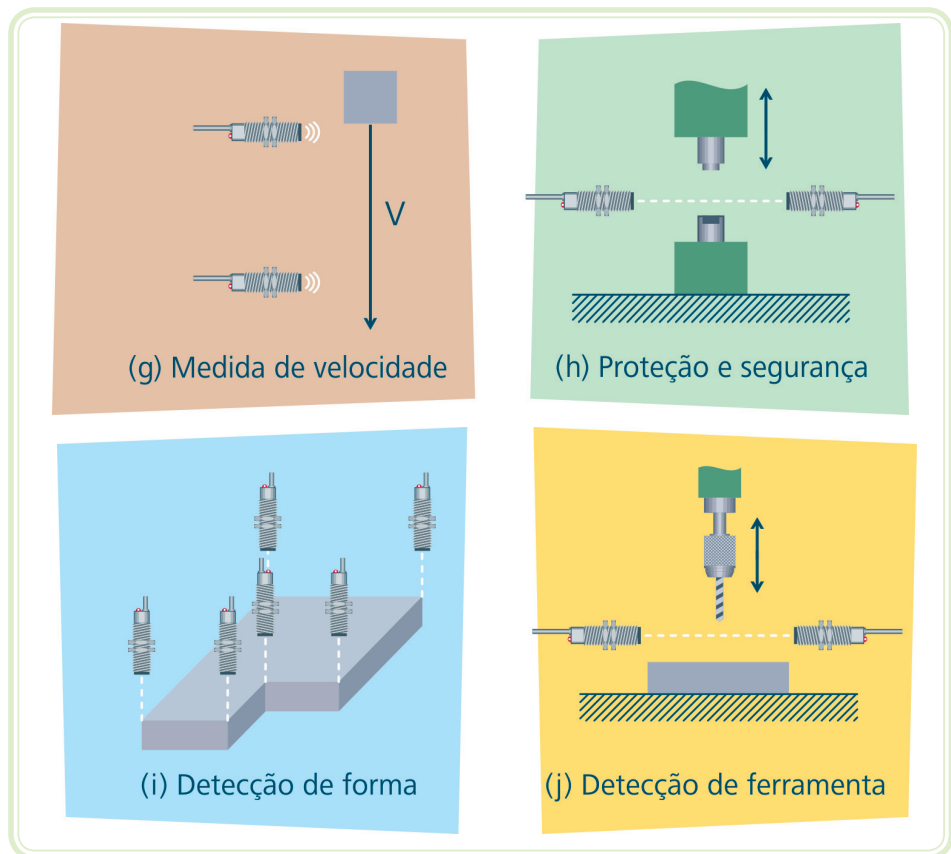 V
(g) Medida de velocidade
(h) Proteção e segurança
(i) Detecção de forma
(j) Detecção de ferramenta